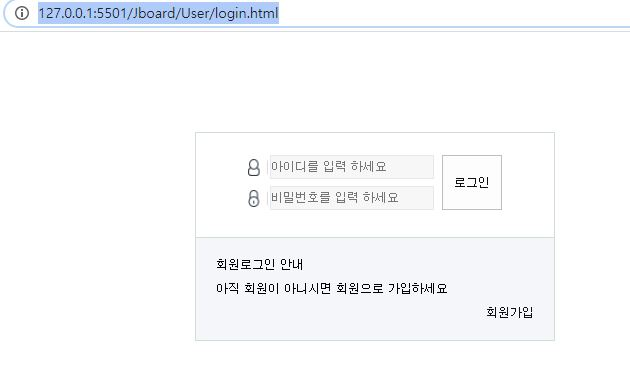 127.0.0.1:5501/Jboard/User/login.html
아이디를 입력 하세요
비밀번호를 입력 하세요
로그인
회원로그인 안내
아직 회원이 아니시면 회원으로 가입하세요
회원가입